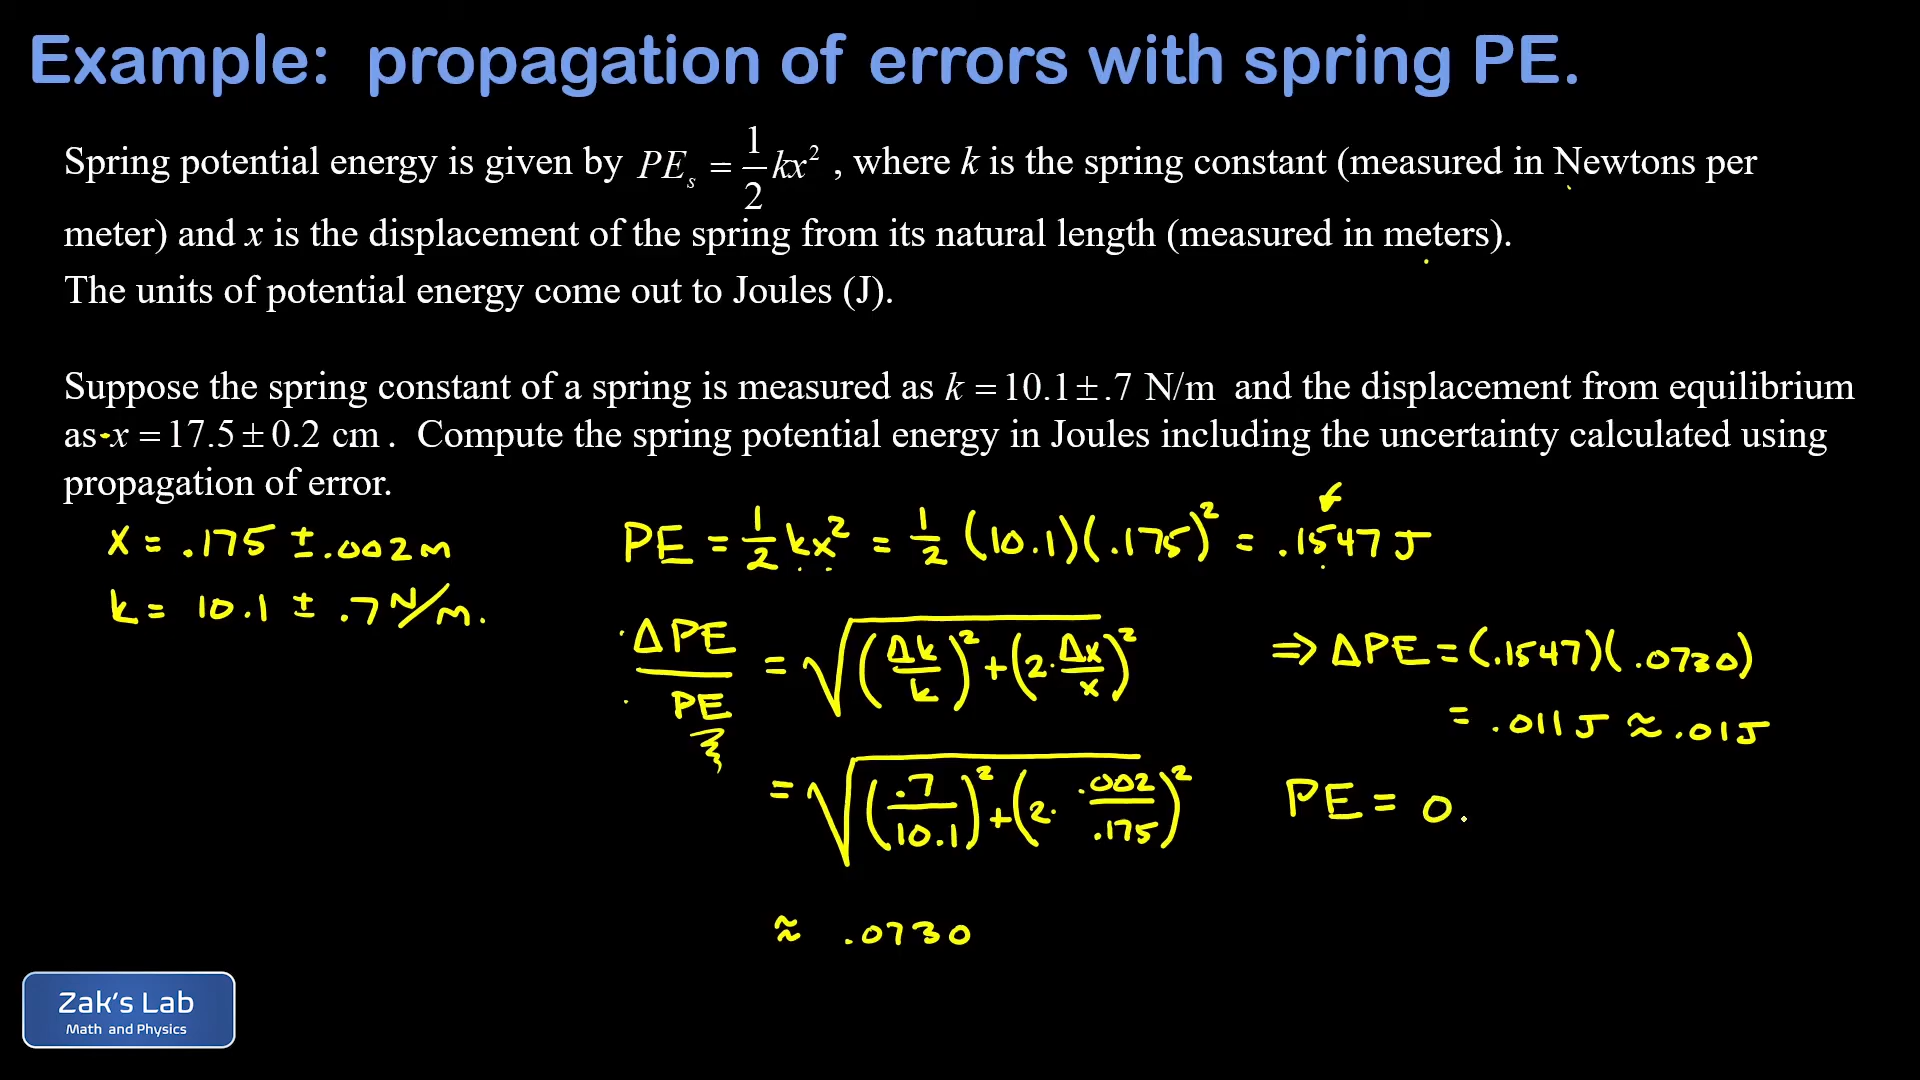 Example: propagation of errors with spring PE.
Spring potential energy is given by PEₛ = 1/2 kx², where k is the spring constant (measured in Newtons per
meter) and x is the displacement of the spring from its natural length (measured in meters).
The units of potential energy come out to Joules (J).
Suppose the spring constant of a spring is measured as k = 10.1 ± .7 N/m and the displacement from equilibrium
as x = 17.5 ± 0.2 cm. Compute the spring potential energy in Joules including the uncertainty calculated using
propagation of error.
x = .175 ± .002 m
k = 10.1 ± .7 N/m.
PE = 1/2 kx² = 1/2 (10.1)(.175)² = .1547 J
ΔPE/PE = √((Δk/k)² + (2·Δx/x)²)
= √((.7/10.1)² + (2·.002/.175)²)
≈ .0730
⇒ ΔPE = (.1547)(.0730)
= .011 J ≈ .01 J
PE = 0.
Zak's Lab
Math and Physics